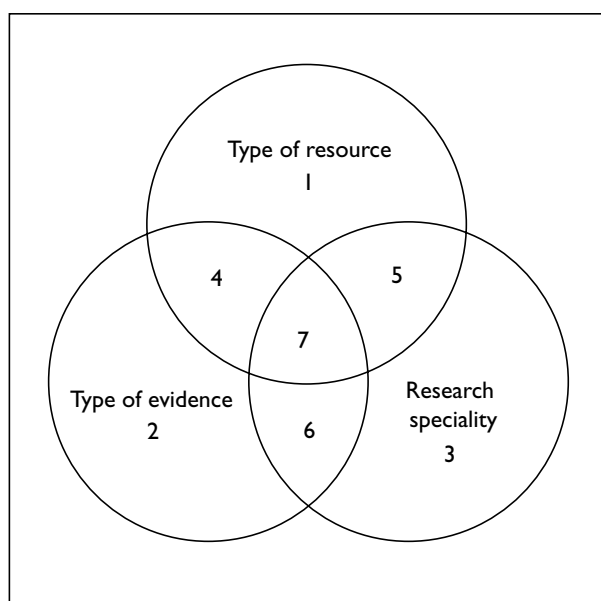 Type of resource
1
4
5
7
Type of evidence
2
6
Research
speciality
3